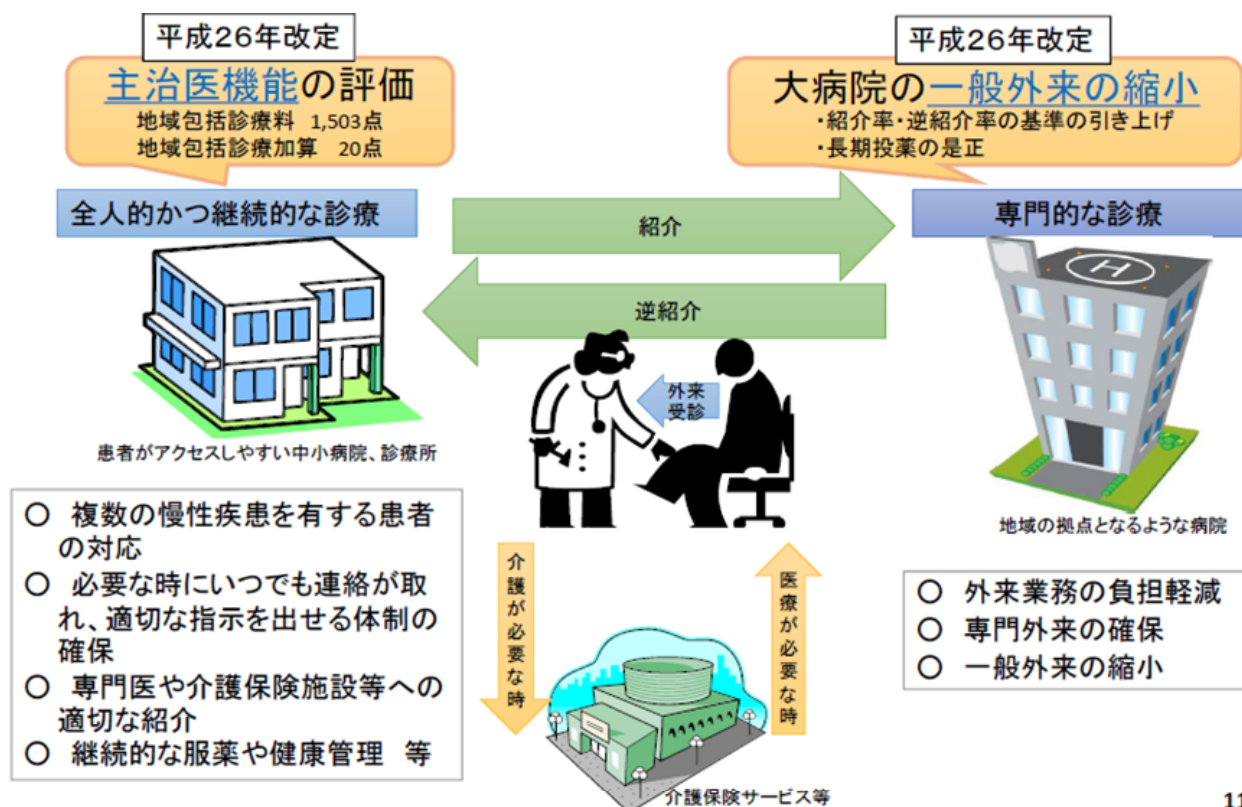 平成26年改定
主治医機能の評価
地域包括診療料 1,503点
地域包括診療加算 20点
平成26年改定
大病院の一般外来の縮小
・紹介率・逆紹介率の基準の引き上げ
・長期投薬の是正
全人的かつ継続的な診療
紹介
専門的な診療
逆紹介
外来
受診
患者がアクセスしやすい中小病院、診療所
地域の拠点となるような病院
○ 複数の慢性疾患を有する患者
の対応
○ 必要な時にいつでも連絡が取
れ、適切な指示を出せる体制の
確保
○ 専門医や介護保険施設等への
適切な紹介
○ 継続的な服薬や健康管理 等
介護が必要な時
医療が必要な時
○ 外来業務の負担軽減
○ 専門外来の確保
○ 一般外来の縮小
H
介護保険サービス等
11